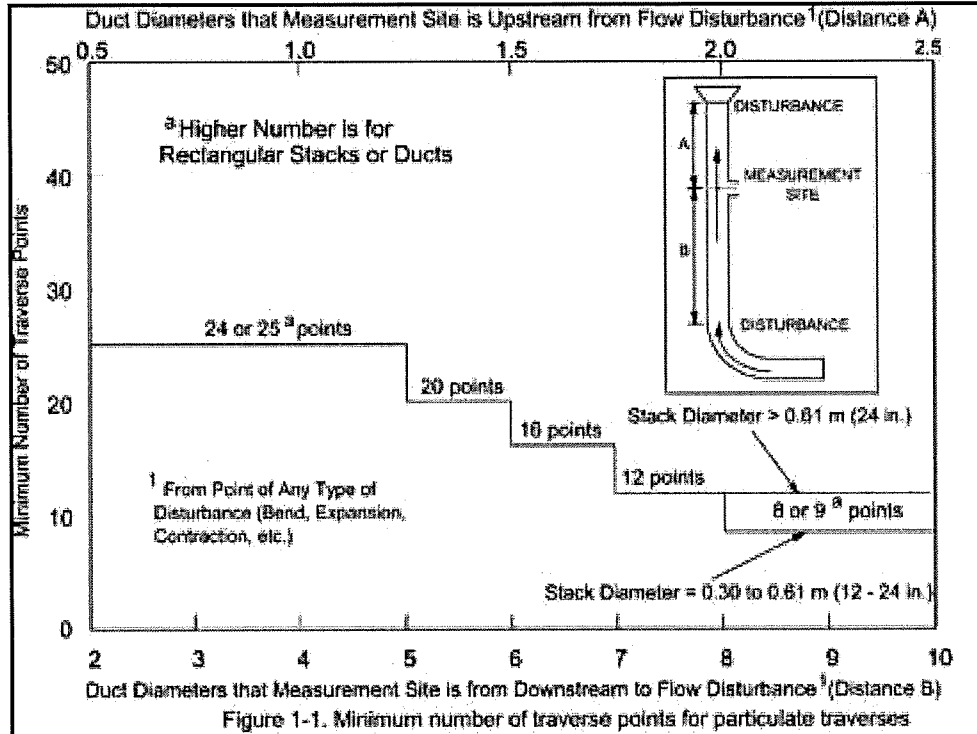 Duct Diameters that Measurement Site is Upstream from Flow Disturbance¹(Distance A)
0.5 1.0 1.5 2.0 2.5
50
40
30
20
10
0
Minimum Number of Traverse Points
ª Higher Number is for
Rectangular Stacks or Ducts
DISTURBANCE
A
MEASUREMENT
SITE
B
DISTURBANCE
24 or 25 ª points
20 points
16 points
12 points
Stack Diameter > 0.61 m (24 in.)
8 or 9 ª points
¹ From Point of Any Type of
Disturbance (Bend, Expansion,
Contraction, etc.)
Stack Diameter = 0.30 to 0.61 m (12 - 24 in.)
2 3 4 5 6 7 8 9 10
Duct Diameters that Measurement Site is from Downstream to Flow Disturbance¹(Distance B)
Figure 1-1. Minimum number of traverse points for particulate traverses